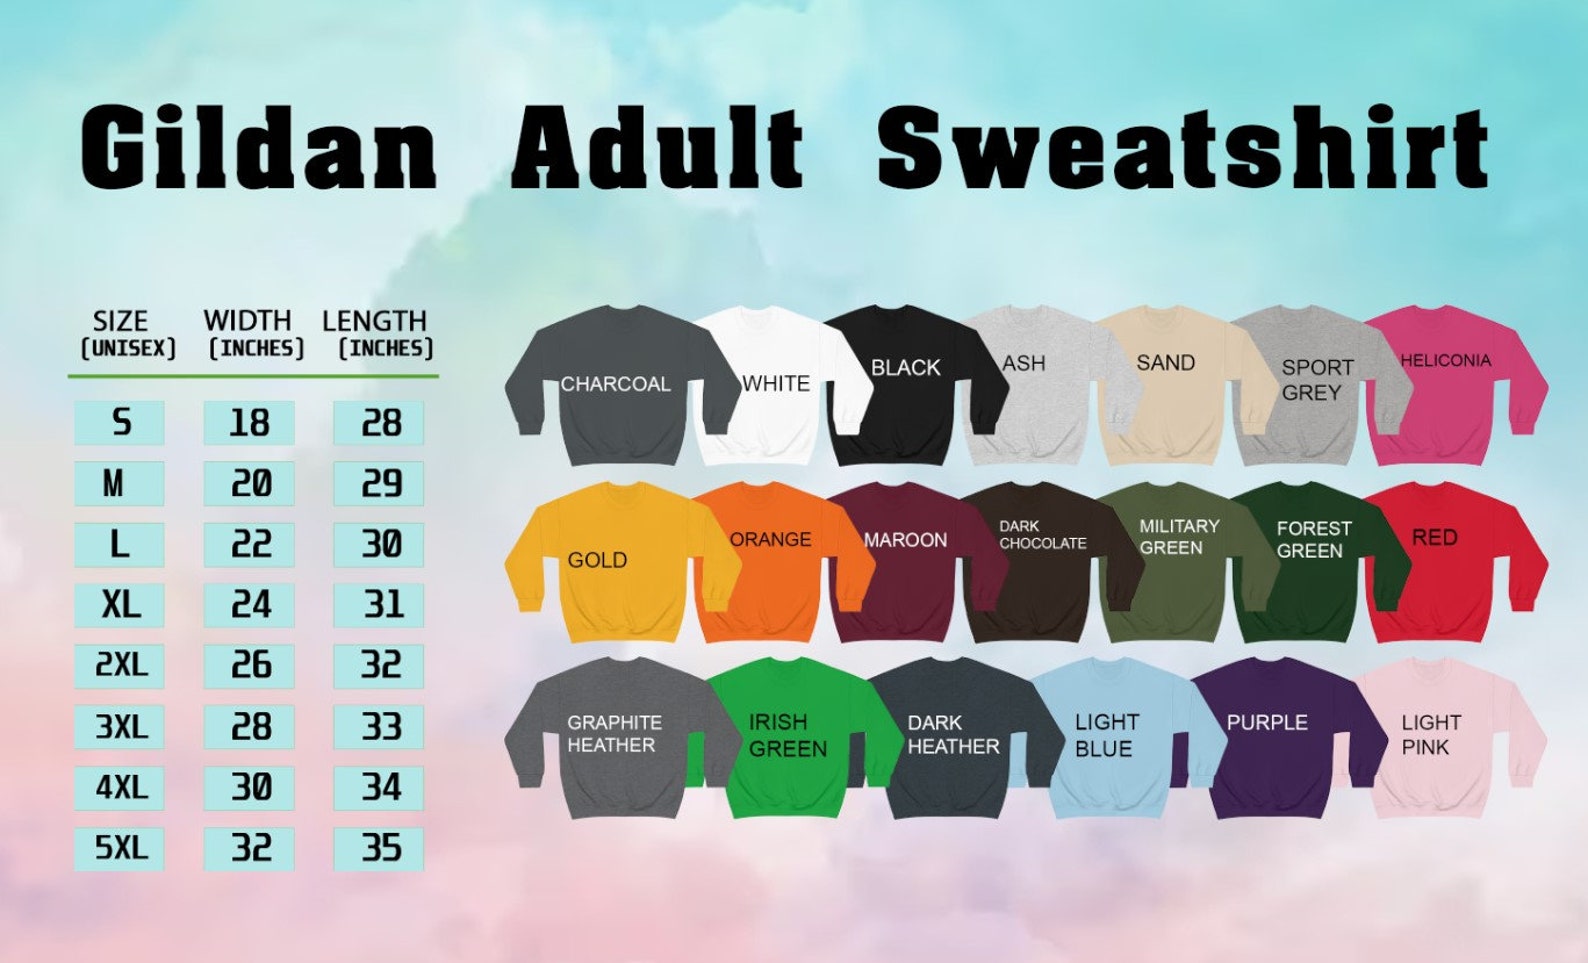 Gildan Adult Sweatshirt
SIZE WIDTH LENGTH
(UNISEX) (INCHES) (INCHES)
S 18 28
M 20 29
L 22 30
XL 24 31
2XL 26 32
3XL 28 33
4XL 30 34
5XL 32 35
CHARCOAL
WHITE
BLACK
ASH
SAND
SPORT
GREY
HELICONIA
GOLD
ORANGE
MAROON
DARK
CHOCOLATE
MILITARY
GREEN
FOREST
GREEN
RED
GRAPHITE
HEATHER
IRISH
GREEN
DARK
HEATHER
LIGHT
BLUE
PURPLE
LIGHT
PINK